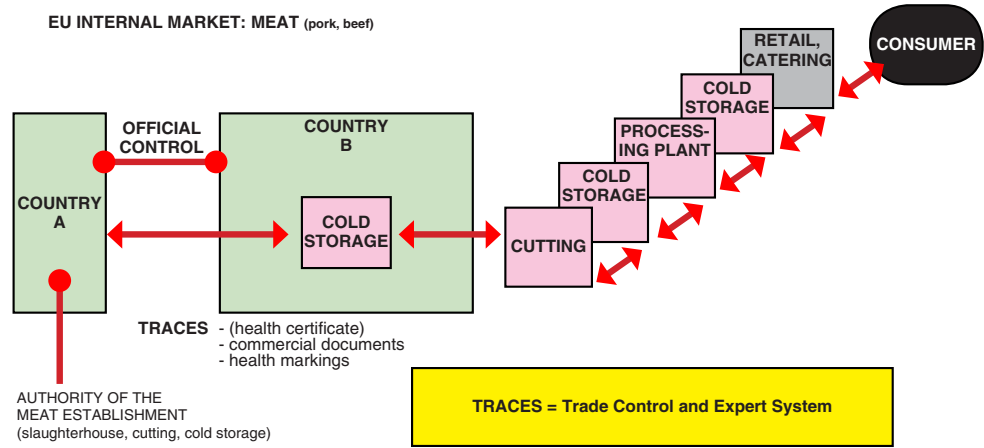 EU INTERNAL MARKET: MEAT (pork, beef)
RETAIL,
CATERING
CONSUMER
COLD
STORAGE
PROCESS-
ING PLANT
COLD
STORAGE
CUTTING
OFFICIAL
CONTROL
COUNTRY
B
COUNTRY
A
COLD
STORAGE
TRACES - (health certificate)
- commercial documents
- health markings
AUTHORITY OF THE
MEAT ESTABLISHMENT
(slaughterhouse, cutting, cold storage)
TRACES = Trade Control and Expert System